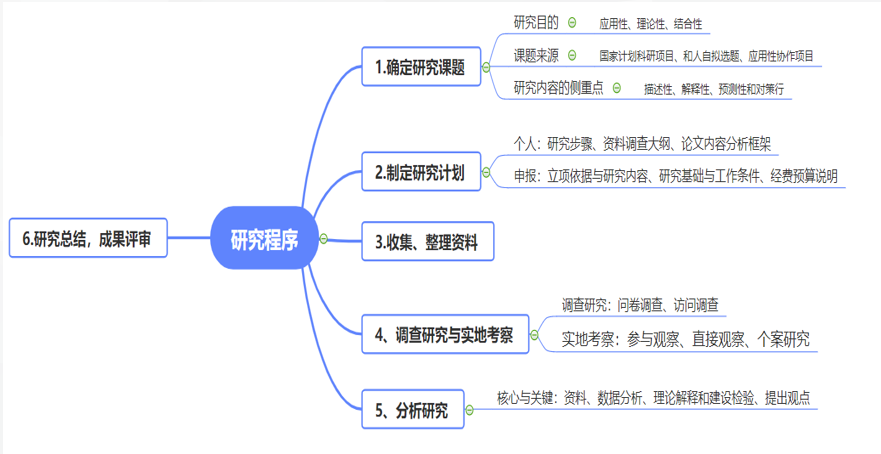 研究目的
应用性、理论性、结合性
1.确定研究课题
课题来源
国家计划科研项目、和人自拟选题、应用性协作项目
研究内容的侧重点
描述性、解释性、预测性和对策行
2.制定研究计划
个人：研究步骤、资料调查大纲、论文内容分析框架
申报：立项依据与研究内容、研究基础与工作条件、经费预算说明
6.研究总结，成果评审
研究程序
3.收集、整理资料
4、调查研究与实地考察
调查研究：问卷调查、访问调查
实地考察：参与观察、直接观察、个案研究
5、分析研究
核心与关键：资料、数据分析、理论解释和建设检验、提出观点